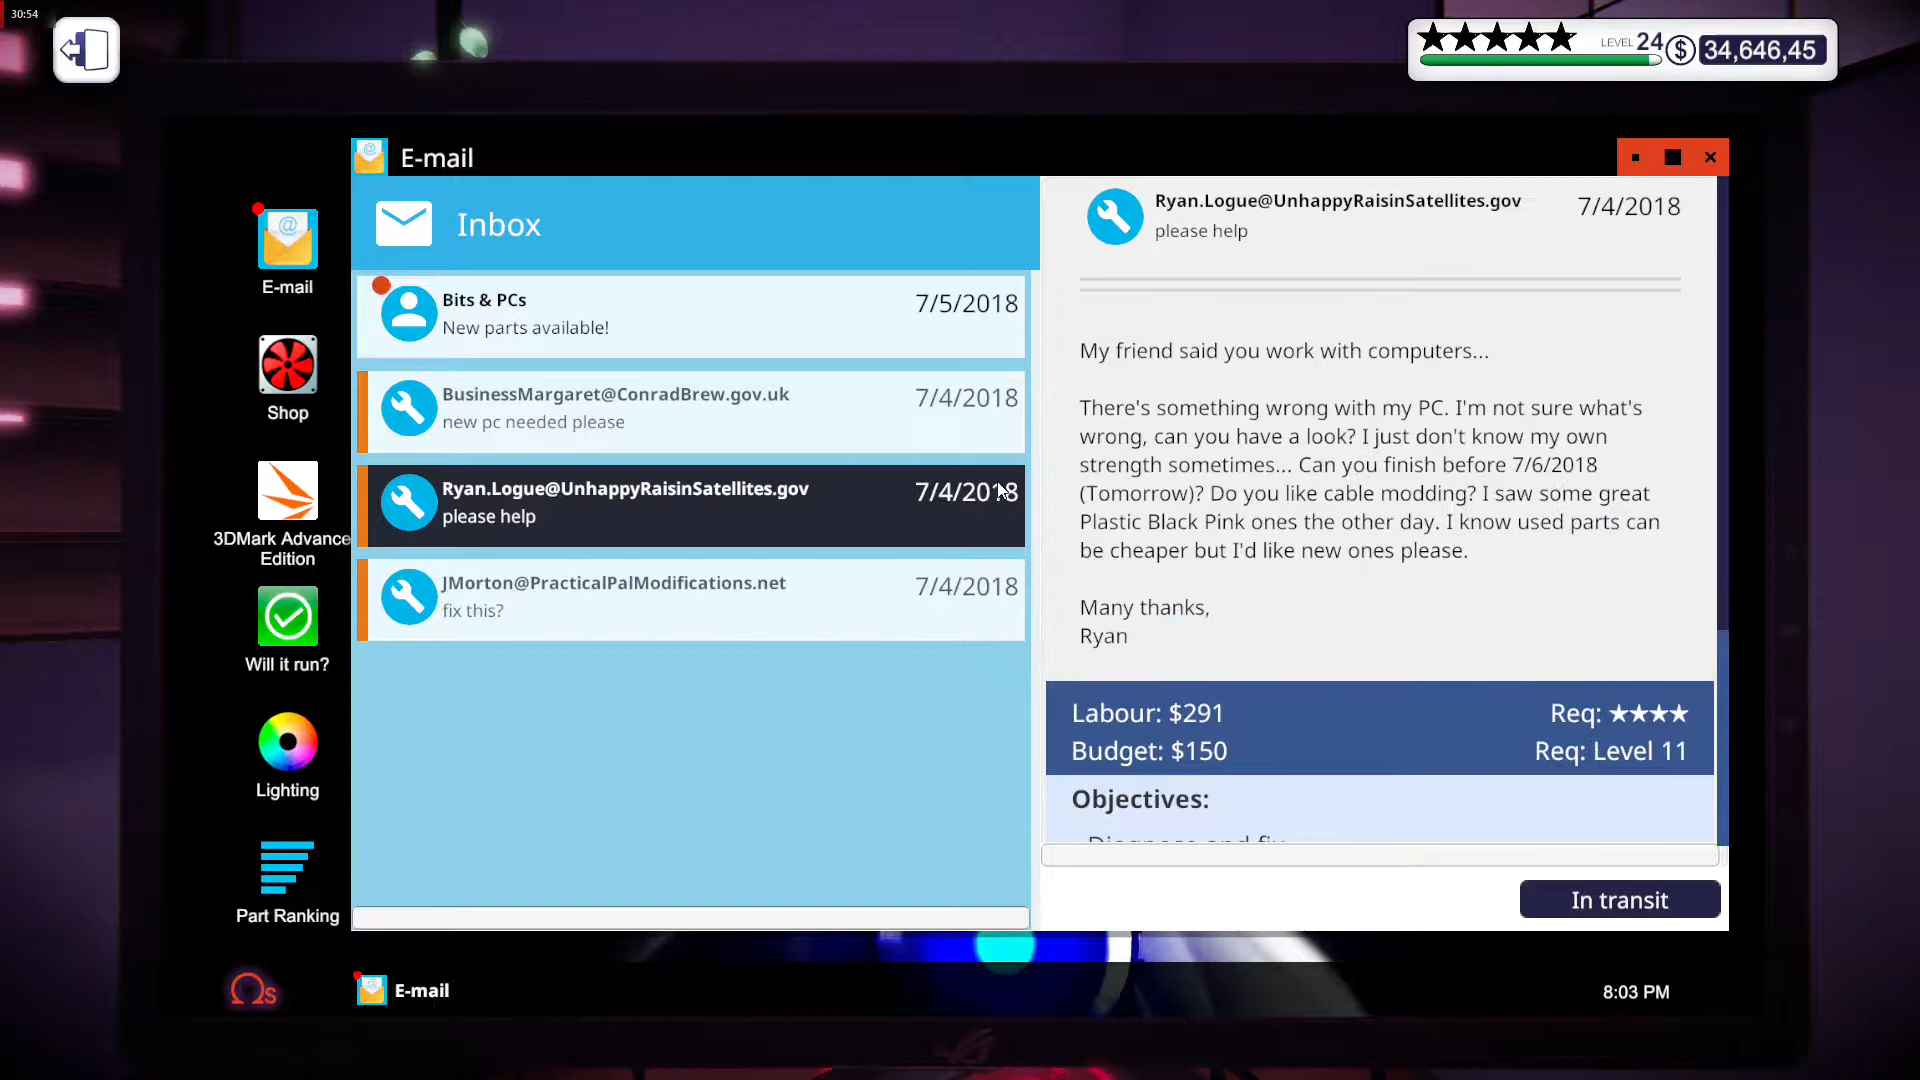 30:54
★★★★★ LEVEL 24 $ 34,646,45
E-mail
E-mail
Shop
3DMark Advance
Edition
Will it run?
Lighting
Part Ranking
Inbox
Bits & PCs 7/5/2018
New parts available!
BusinessMargaret@ConradBrew.gov.uk 7/4/2018
new pc needed please
Ryan.Logue@UnhappyRaisinSatellites.gov 7/4/2018
please help
JMorton@PracticalPalModifications.net 7/4/2018
fix this?
Ryan.Logue@UnhappyRaisinSatellites.gov 7/4/2018
please help
My friend said you work with computers...
There's something wrong with my PC. I'm not sure what's
wrong, can you have a look? I just don't know my own
strength sometimes... Can you finish before 7/6/2018
(Tomorrow)? Do you like cable modding? I saw some great
Plastic Black Pink ones the other day. I know used parts can
be cheaper but I'd like new ones please.
Many thanks,
Ryan
Labour: $291 Req: ★★★★
Budget: $150 Req: Level 11
Objectives:
Diagnose and fix
In transit
Ωs
E-mail
8:03 PM